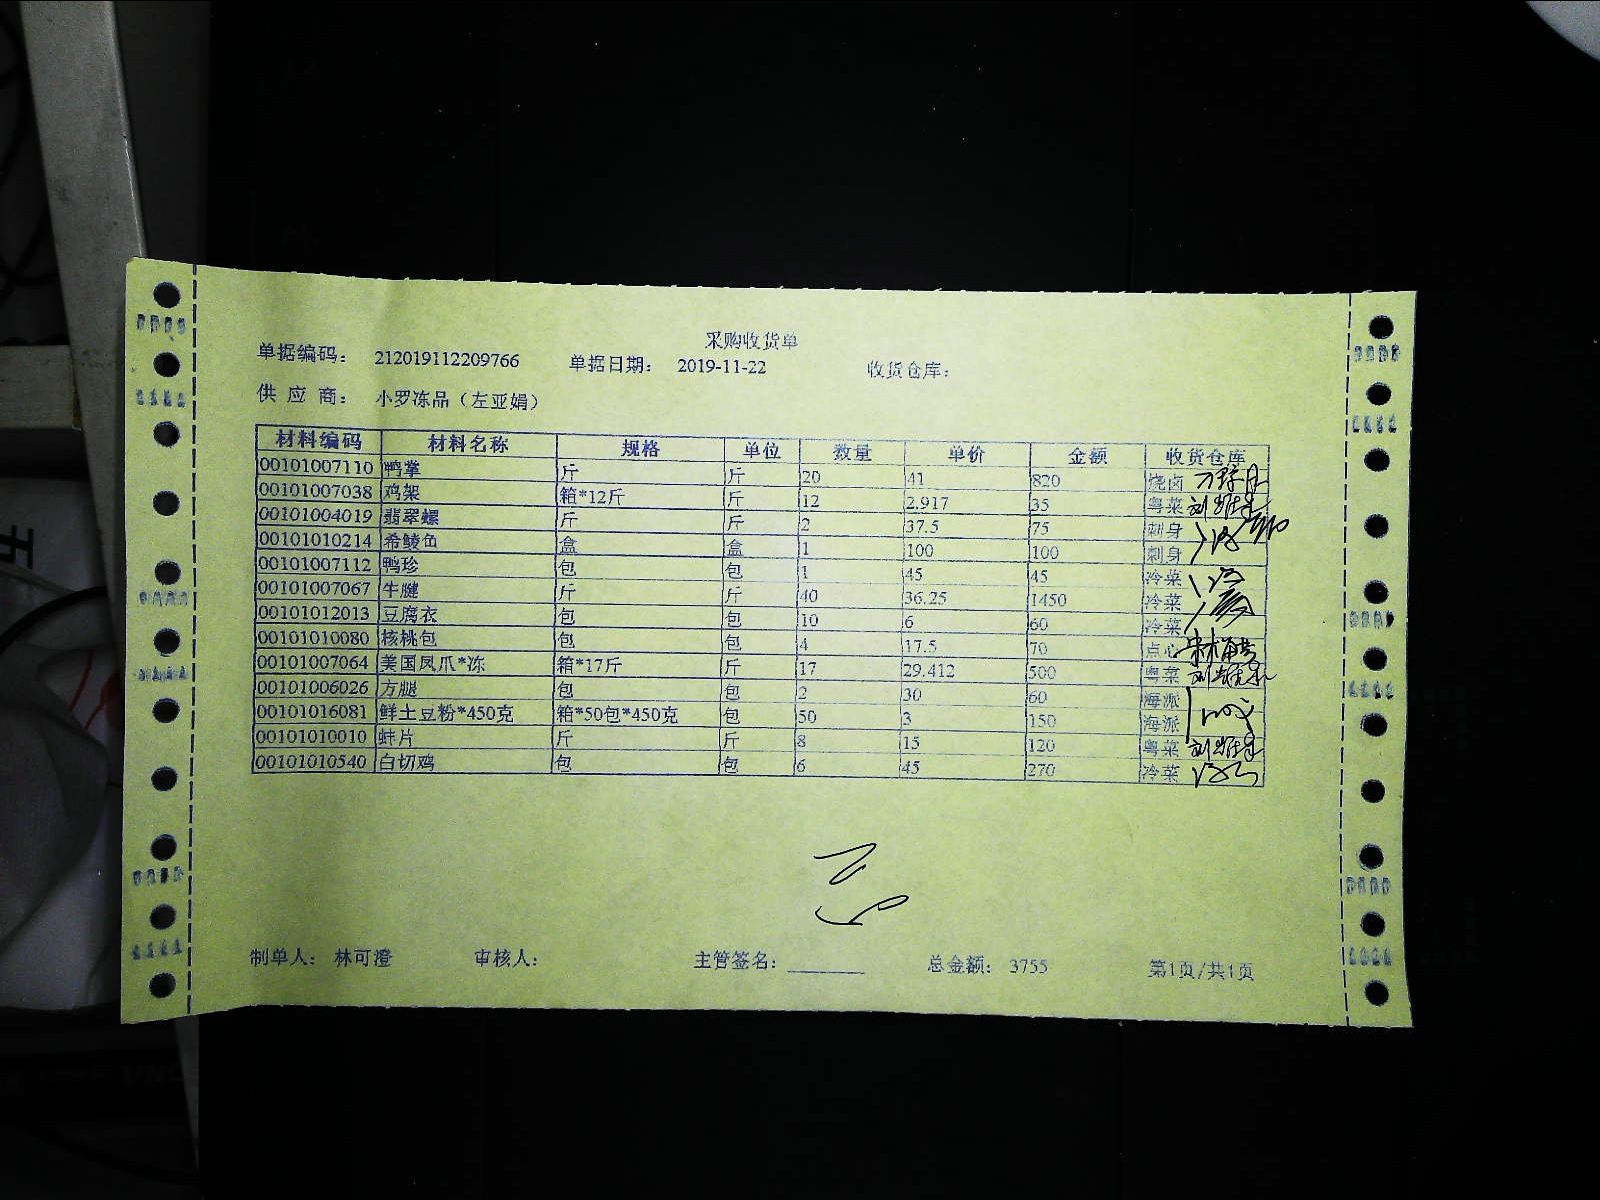 采购收货单
单据编码： 212019112209766 单据日期： 2019-11-22 收货仓库：
供 应 商： 小罗冻品（左亚娟）
材料编码 材料名称 规格 单位 数量 单价 金额 收货仓库
00101007110 鸭掌 斤 斤 20 41 820 烧卤
00101007038 鸡架 箱*12斤 斤 12 2.917 35 粤菜
00101004019 翡翠螺 斤 斤 2 37.5 75 刺身
00101010214 希鲮鱼 盒 盒 1 100 100 刺身
00101007112 鸭珍 包 包 1 45 45 冷菜
00101007067 牛腱 斤 斤 40 36.25 1450 冷菜
00101012013 豆腐衣 包 包 10 6 60 冷菜
00101010080 核桃包 包 包 4 17.5 70 点心
00101007064 美国凤爪*冻 箱*17斤 斤 17 29.412 500 粤菜
00101006026 方腿 包 包 2 30 60 海派
00101016081 鲜土豆粉*450克 箱*50包*450克 包 50 3 150 海派
00101010010 蚌片 斤 斤 8 15 120 粤菜
00101010540 白切鸡 包 包 6 45 270 冷菜
制单人： 林可澄 审核人： 主管签名： 总金额： 3755 第1页/共1页